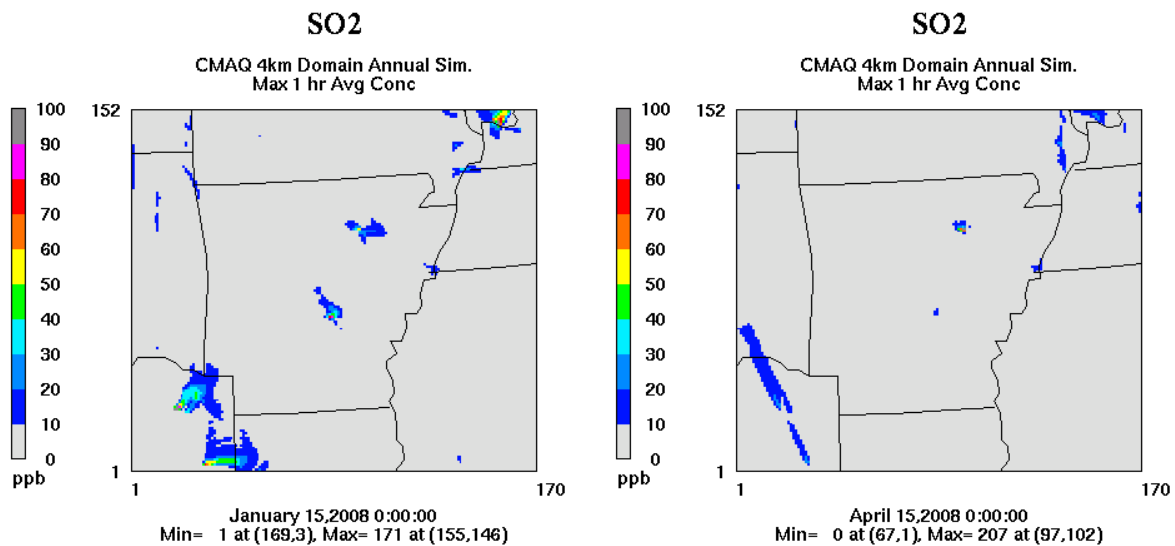 SO2
CMAQ 4km Domain Annual Sim.
Max 1 hr Avg Conc
100
90
80
70
60
50
40
30
20
10
0
ppb
152
1
1
170
January 15,2008 0:00:00
Min= 1 at (169,3), Max= 171 at (155,146)
SO2
CMAQ 4km Domain Annual Sim.
Max 1 hr Avg Conc
100
90
80
70
60
50
40
30
20
10
0
ppb
152
1
1
170
April 15,2008 0:00:00
Min= 0 at (67,1), Max= 207 at (97,102)